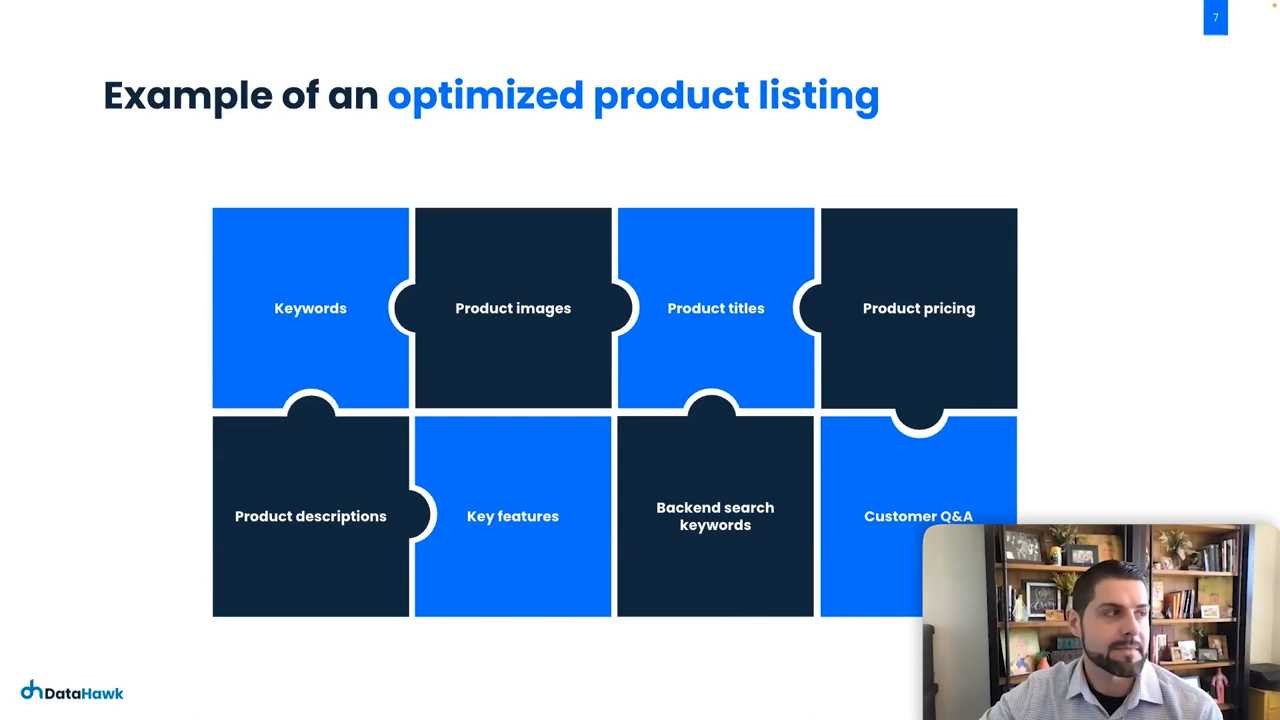 7
Example of an optimized product listing
Keywords
Product images
Product titles
Product pricing
Product descriptions
Key features
Backend search
keywords
Customer Q&A
DataHawk